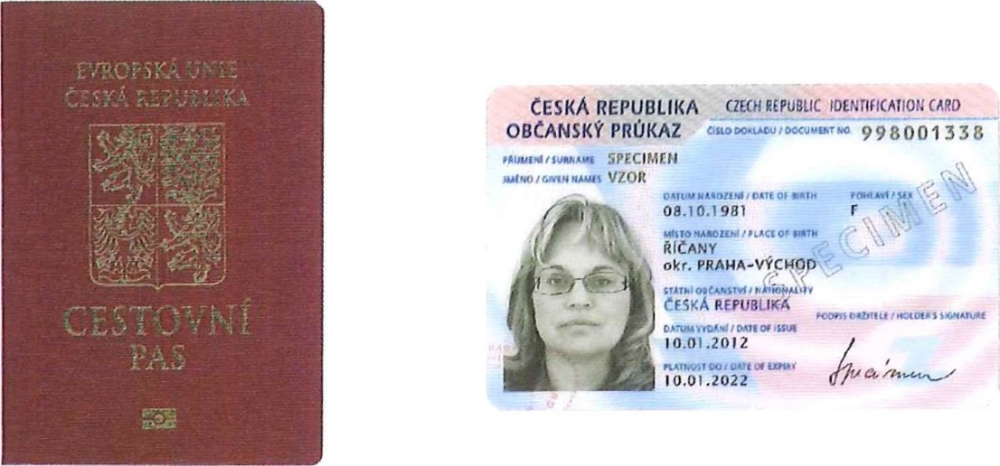 EVROPSKÁ UNIE
ČESKÁ REPUBLIKA
CESTOVNÍ
PAS
ČESKÁ REPUBLIKA
OBČANSKÝ PRŮKAZ
CZECH REPUBLIC IDENTIFICATION CARD
ČÍSLO DOKLADU / DOCUMENT NO. 998001338
PŘÍJMENÍ / SURNAME SPECIMEN
JMÉNO / GIVEN NAMES VZOR
DATUM NAROZENÍ / DATE OF BIRTH
08.10.1981
POHLAVÍ / SEX
F
MÍSTO NAROZENÍ / PLACE OF BIRTH
ŘÍČANY
okr. PRAHA-VÝCHOD
SPECIMEN
STÁTNÍ OBČANSTVÍ / NATIONALITY
ČESKÁ REPUBLIKA
PODPIS DRŽITELE / HOLDER'S SIGNATURE
DATUM VYDÁNÍ / DATE OF ISSUE
10.01.2012
PLATNOST DO / DATE OF EXPIRY
10.01.2022
Specimen